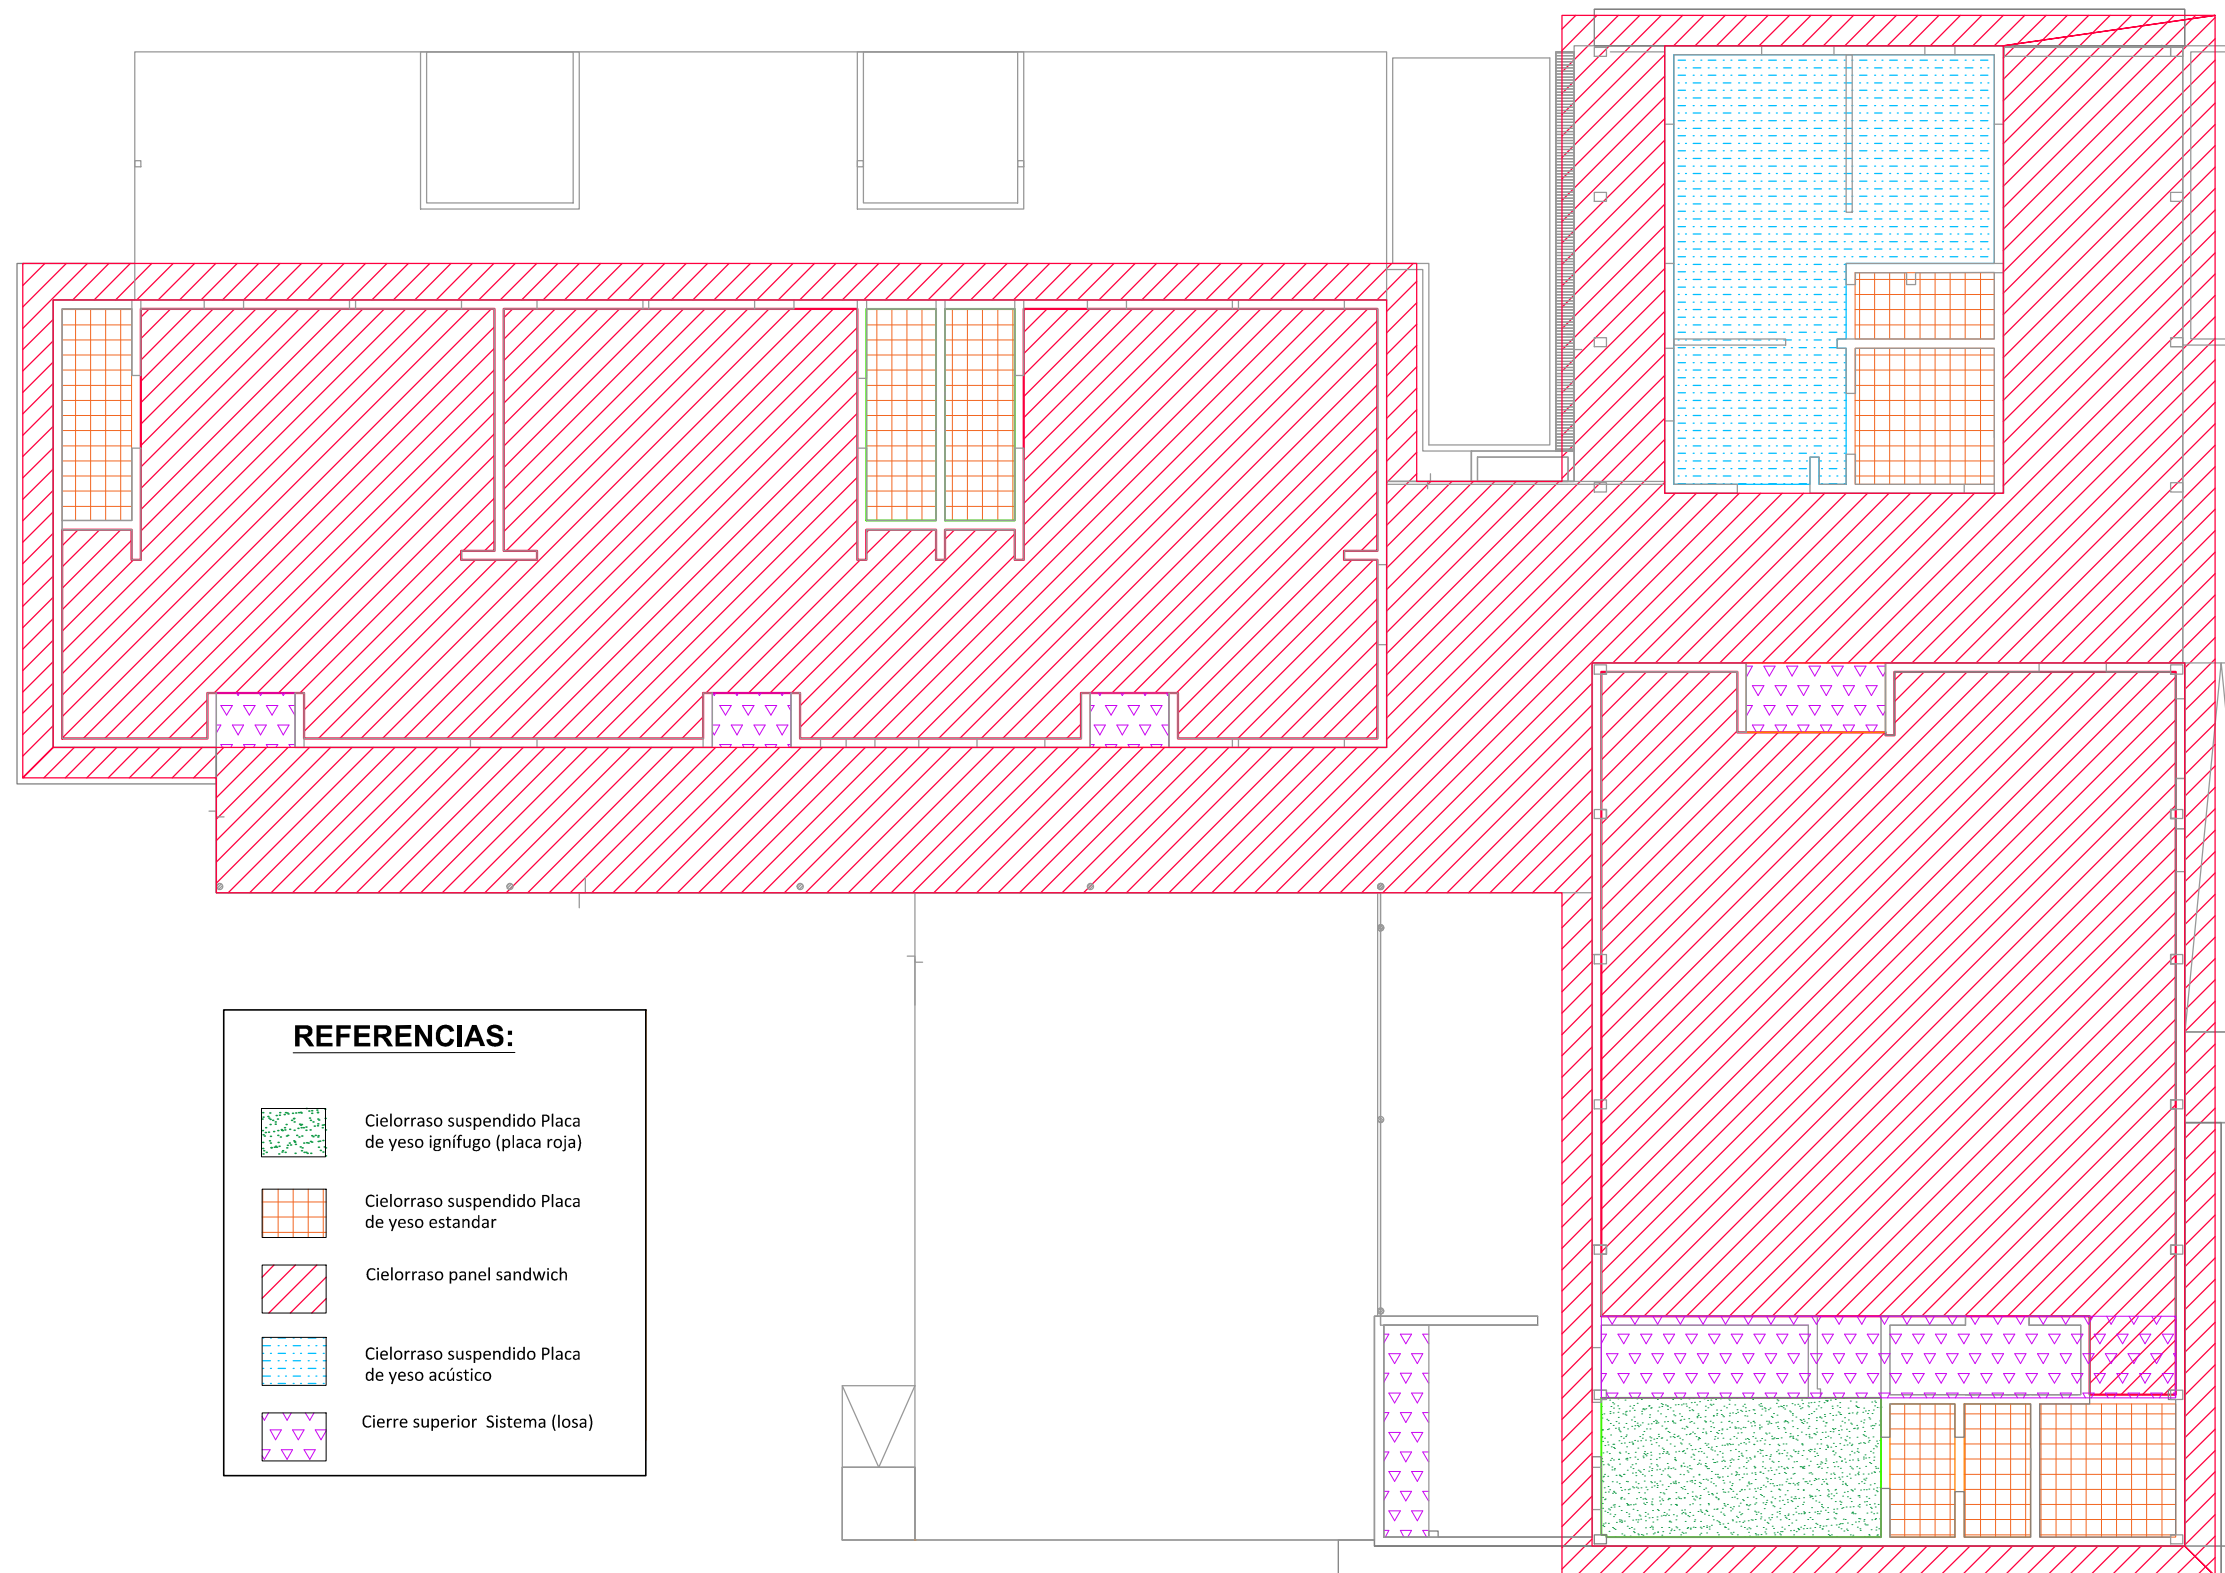 REFERENCIAS:
Cielorraso suspendido Placa
de yeso ignífugo (placa roja)
Cielorraso suspendido Placa
de yeso estandar
Cielorraso panel sandwich
Cielorraso suspendido Placa
de yeso acústico
Cierre superior Sistema (losa)